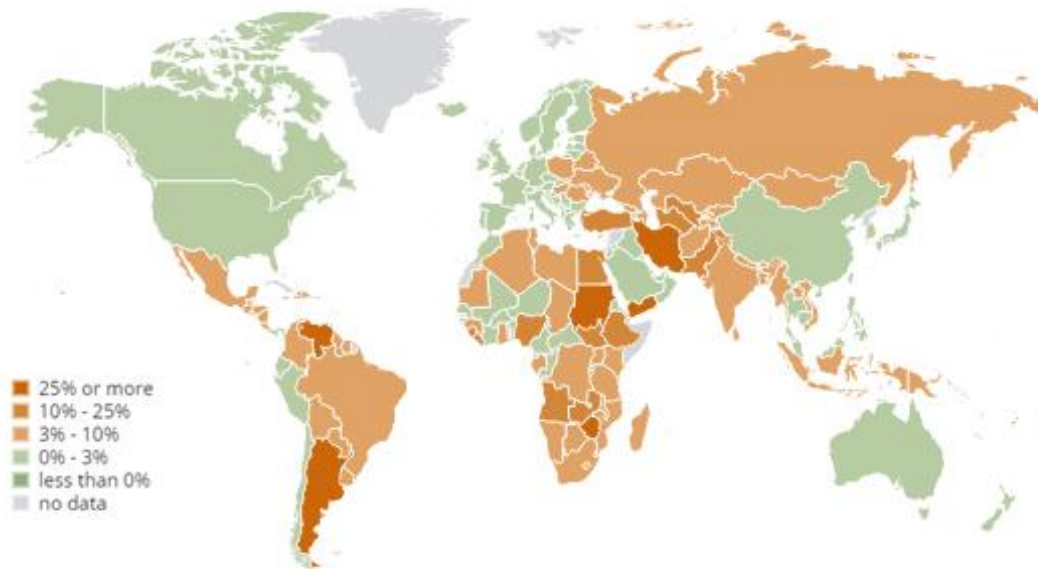 25% or more
10% - 25%
3% - 10%
0% - 3%
less than 0%
no data